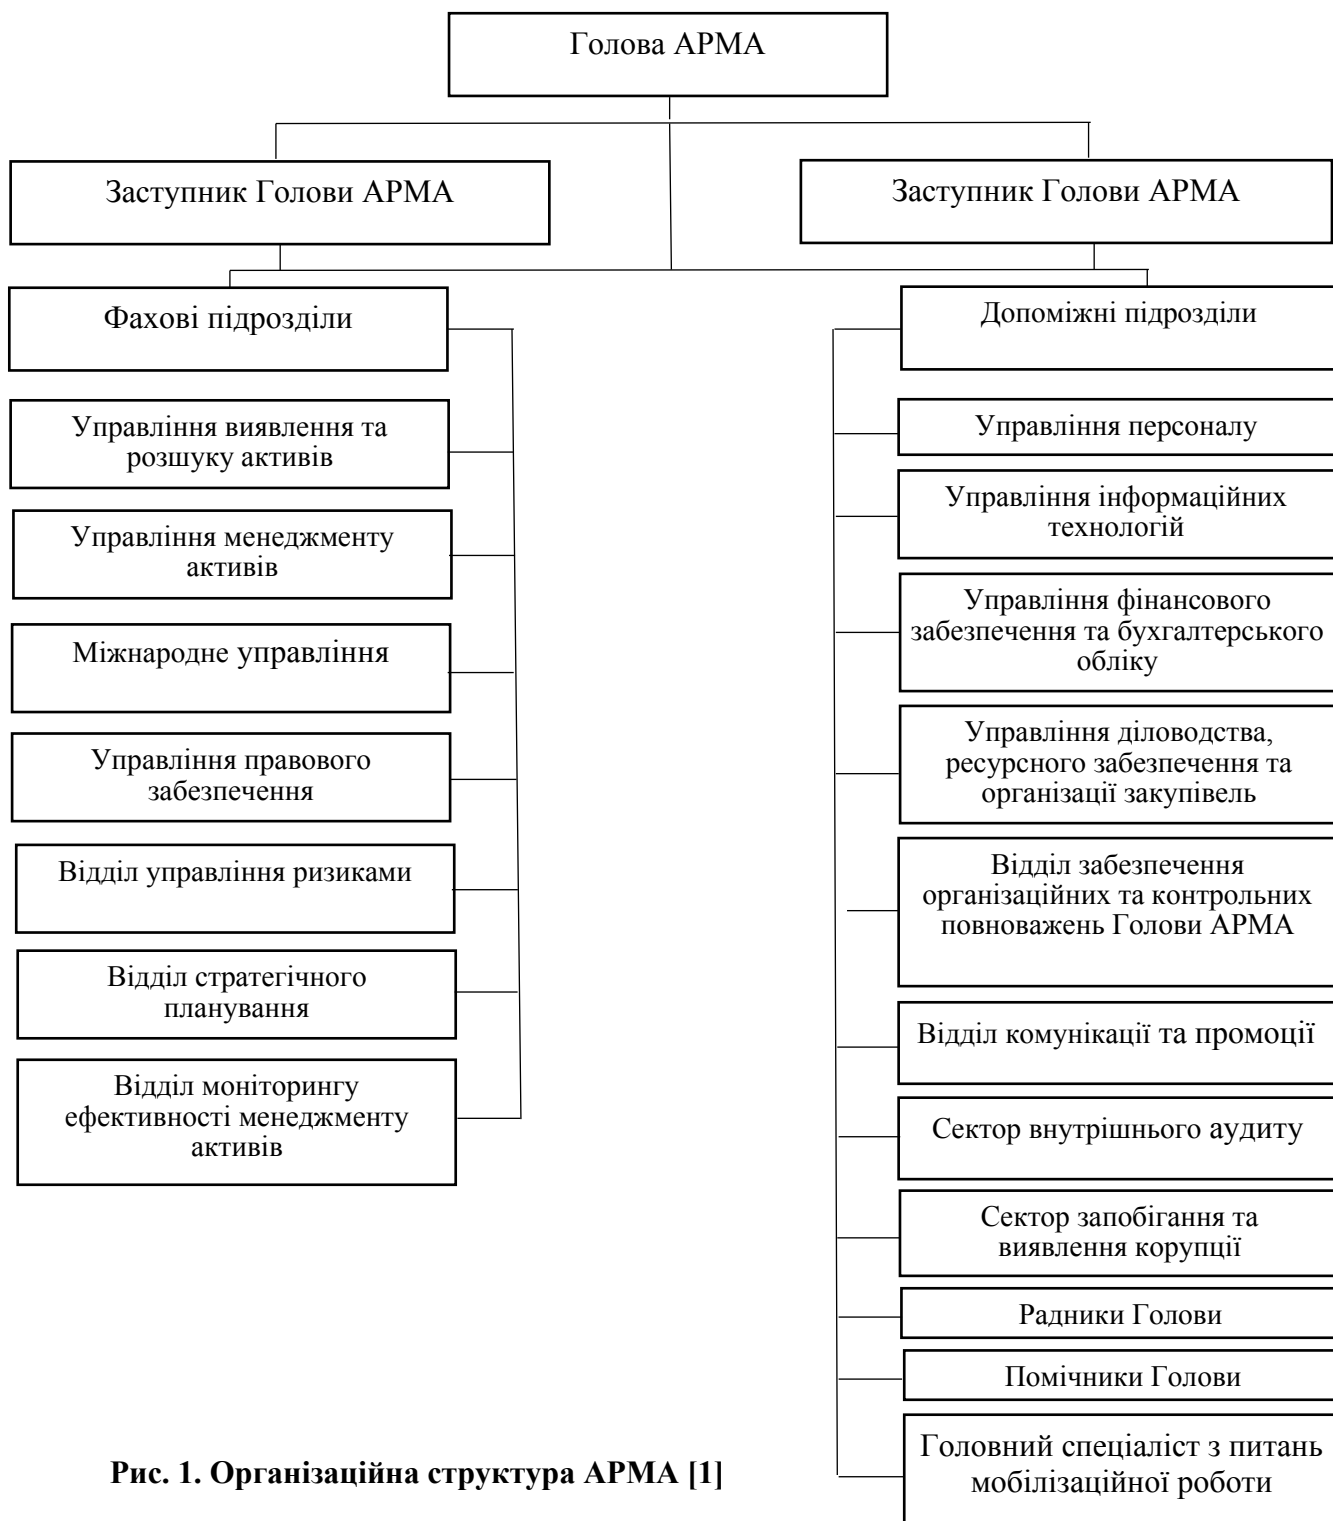 Голова АРМА
Заступник Голови АРМА
Заступник Голови АРМА
Фахові підрозділи
Управління виявлення та
розшуку активів
Управління менеджменту
активів
Міжнародне управління
Управління правового
забезпечення
Відділ управління ризиками
Відділ стратегічного
планування
Відділ моніторингу
ефективності менеджменту
активів
Допоміжні підрозділи
Управління персоналу
Управління інформаційних
технологій
Управління фінансового
забезпечення та бухгалтерського
обліку
Управління діловодства,
ресурсного забезпечення та
організації закупівель
Відділ забезпечення
організаційних та контрольних
повноважень Голови АРМА
Відділ комунікації та промоції
Сектор внутрішнього аудиту
Сектор запобігання та
виявлення корупції
Радники Голови
Помічники Голови
Головний спеціаліст з питань
мобілізаційної роботи
Рис. 1. Організаційна структура АРМА [1]